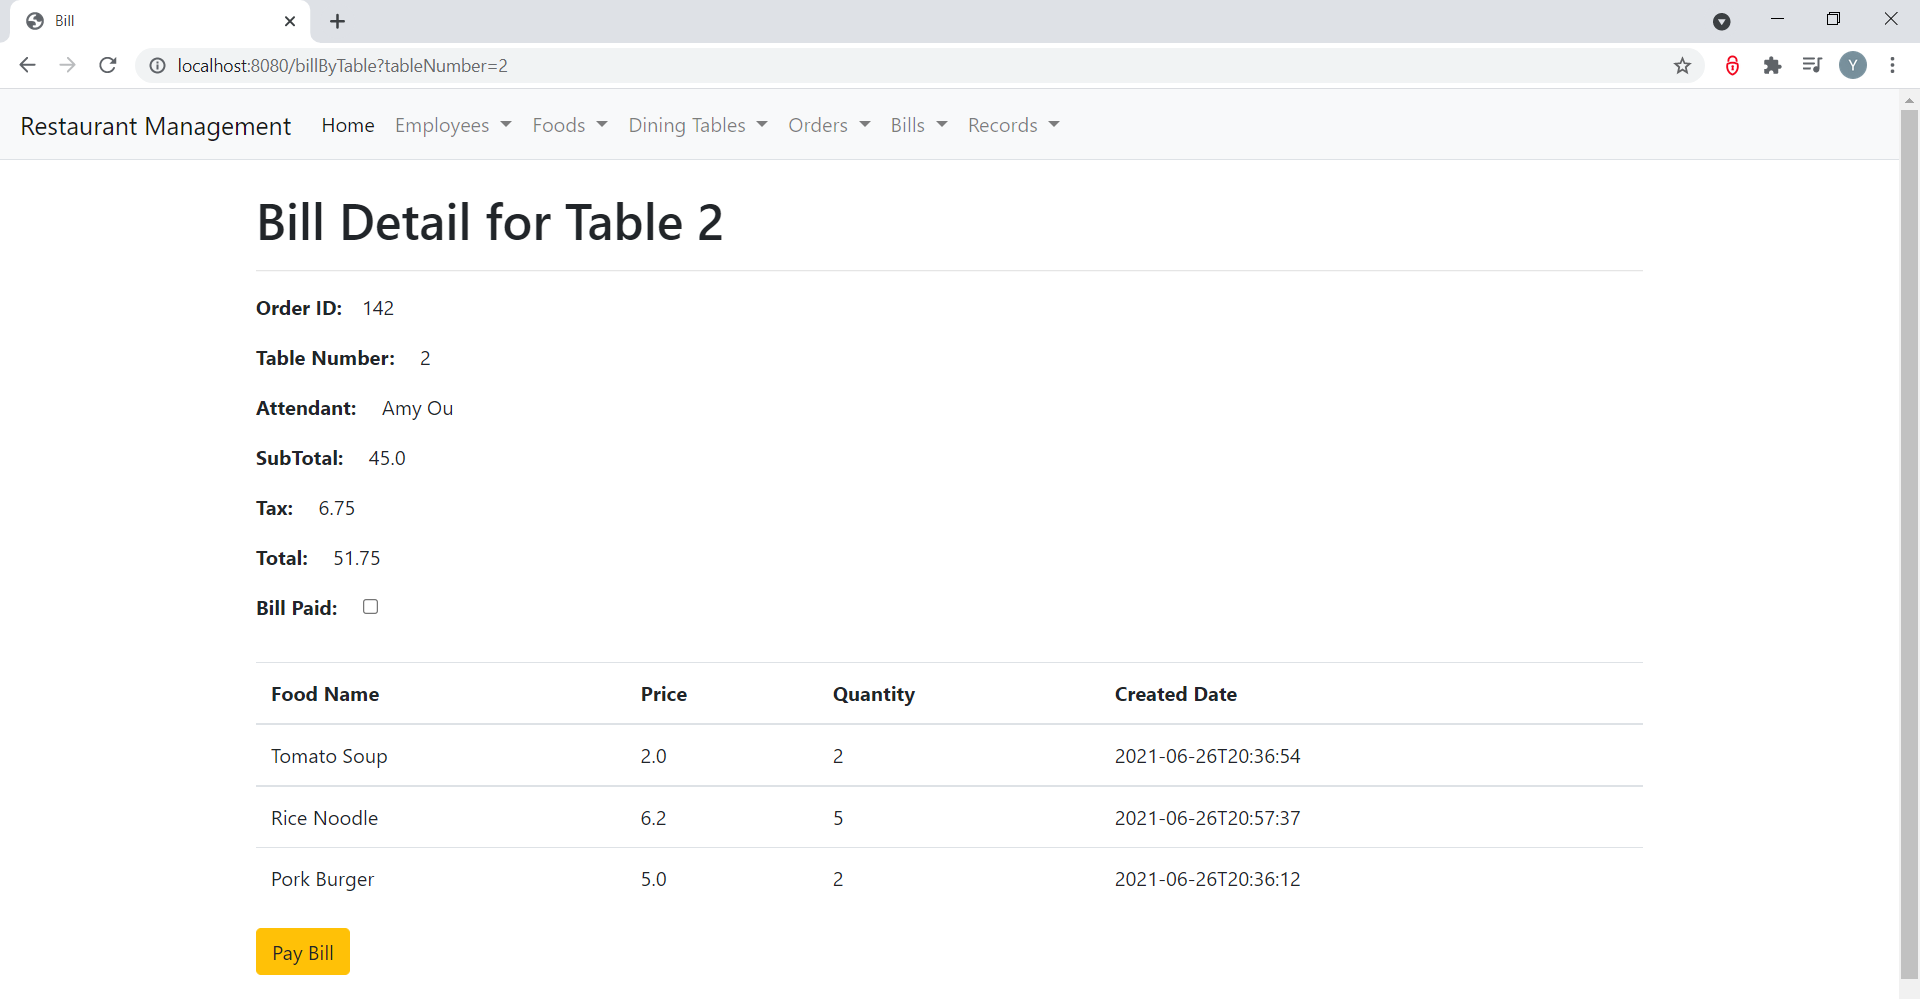 Bill
localhost:8080/billByTable?tableNumber=2
Y
Restaurant Management Home Employees Foods Dining Tables Orders Bills Records
Bill Detail for Table 2
Order ID: 142
Table Number: 2
Attendant: Amy Ou
SubTotal: 45.0
Tax: 6.75
Total: 51.75
Bill Paid:
Food Name Price Quantity Created Date
Tomato Soup 2.0 2 2021-06-26T20:36:54
Rice Noodle 6.2 5 2021-06-26T20:57:37
Pork Burger 5.0 2 2021-06-26T20:36:12
Pay Bill